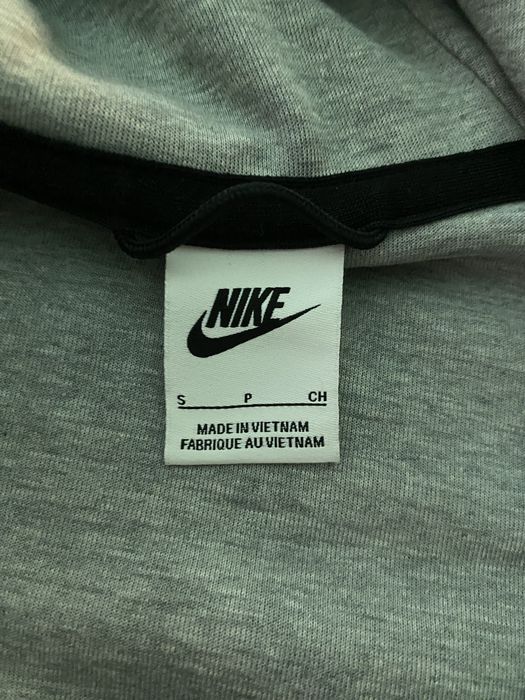 NIKE
S P CH
MADE IN VIETNAM
FABRIQUE AU VIETNAM